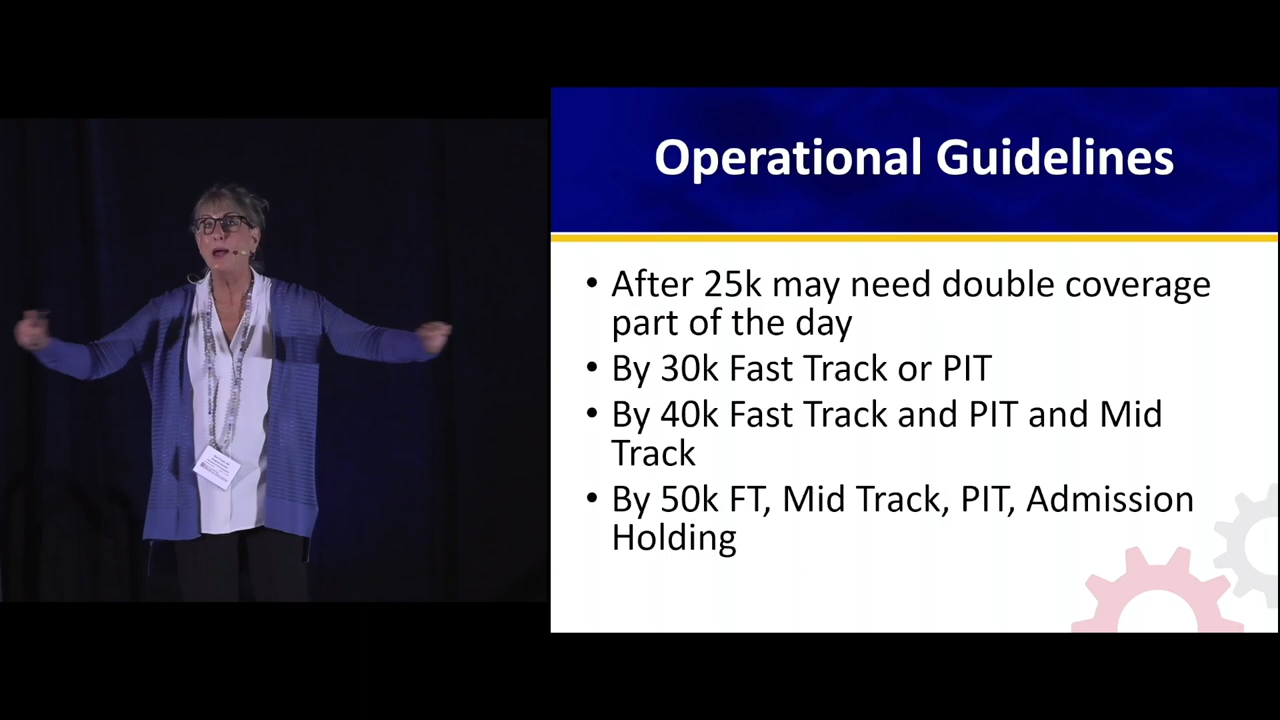 Operational Guidelines
• After 25k may need double coverage
part of the day
• By 30k Fast Track or PIT
• By 40k Fast Track and PIT and Mid
Track
• By 50k FT, Mid Track, PIT, Admission
Holding